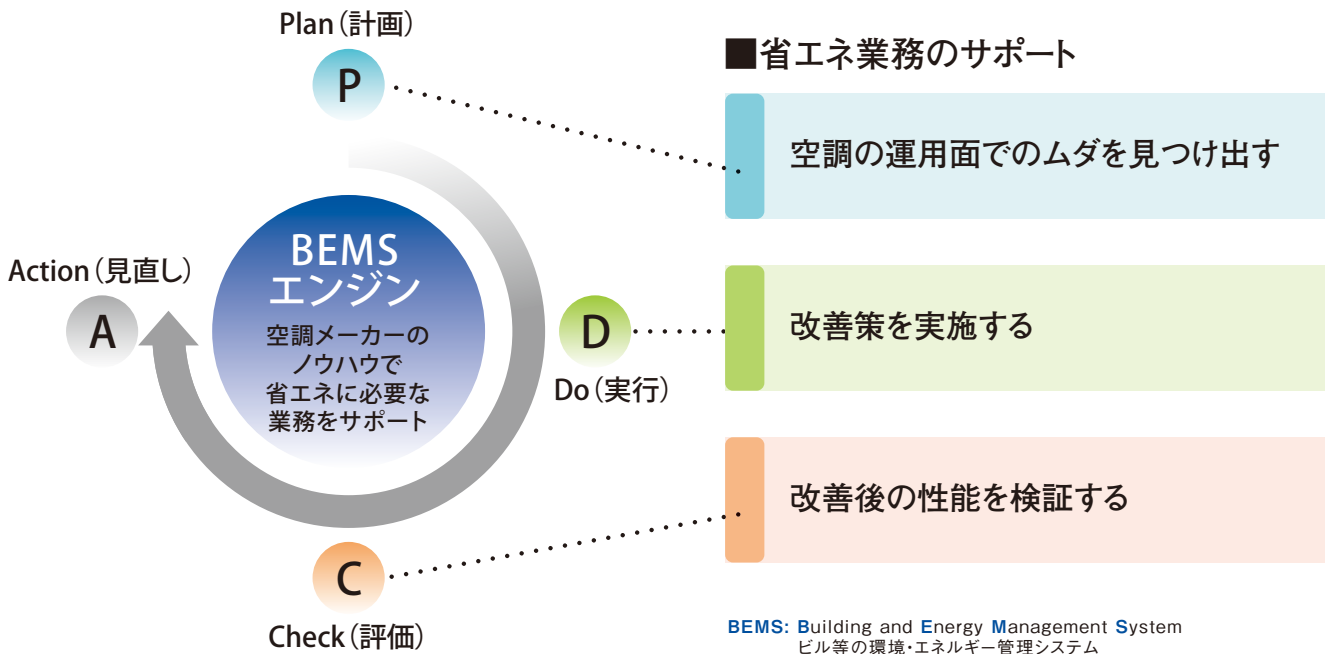 Plan(計画)
P
Action(見直し)
A
BEMS
エンジン
空調メーカーの
ノウハウで
省エネに必要な
業務をサポート
D
Do(実行)
C
Check(評価)
■省エネ業務のサポート
空調の運用面でのムダを見つけ出す
改善策を実施する
改善後の性能を検証する
BEMS: Building and Energy Management System
ビル等の環境・エネルギー管理システム